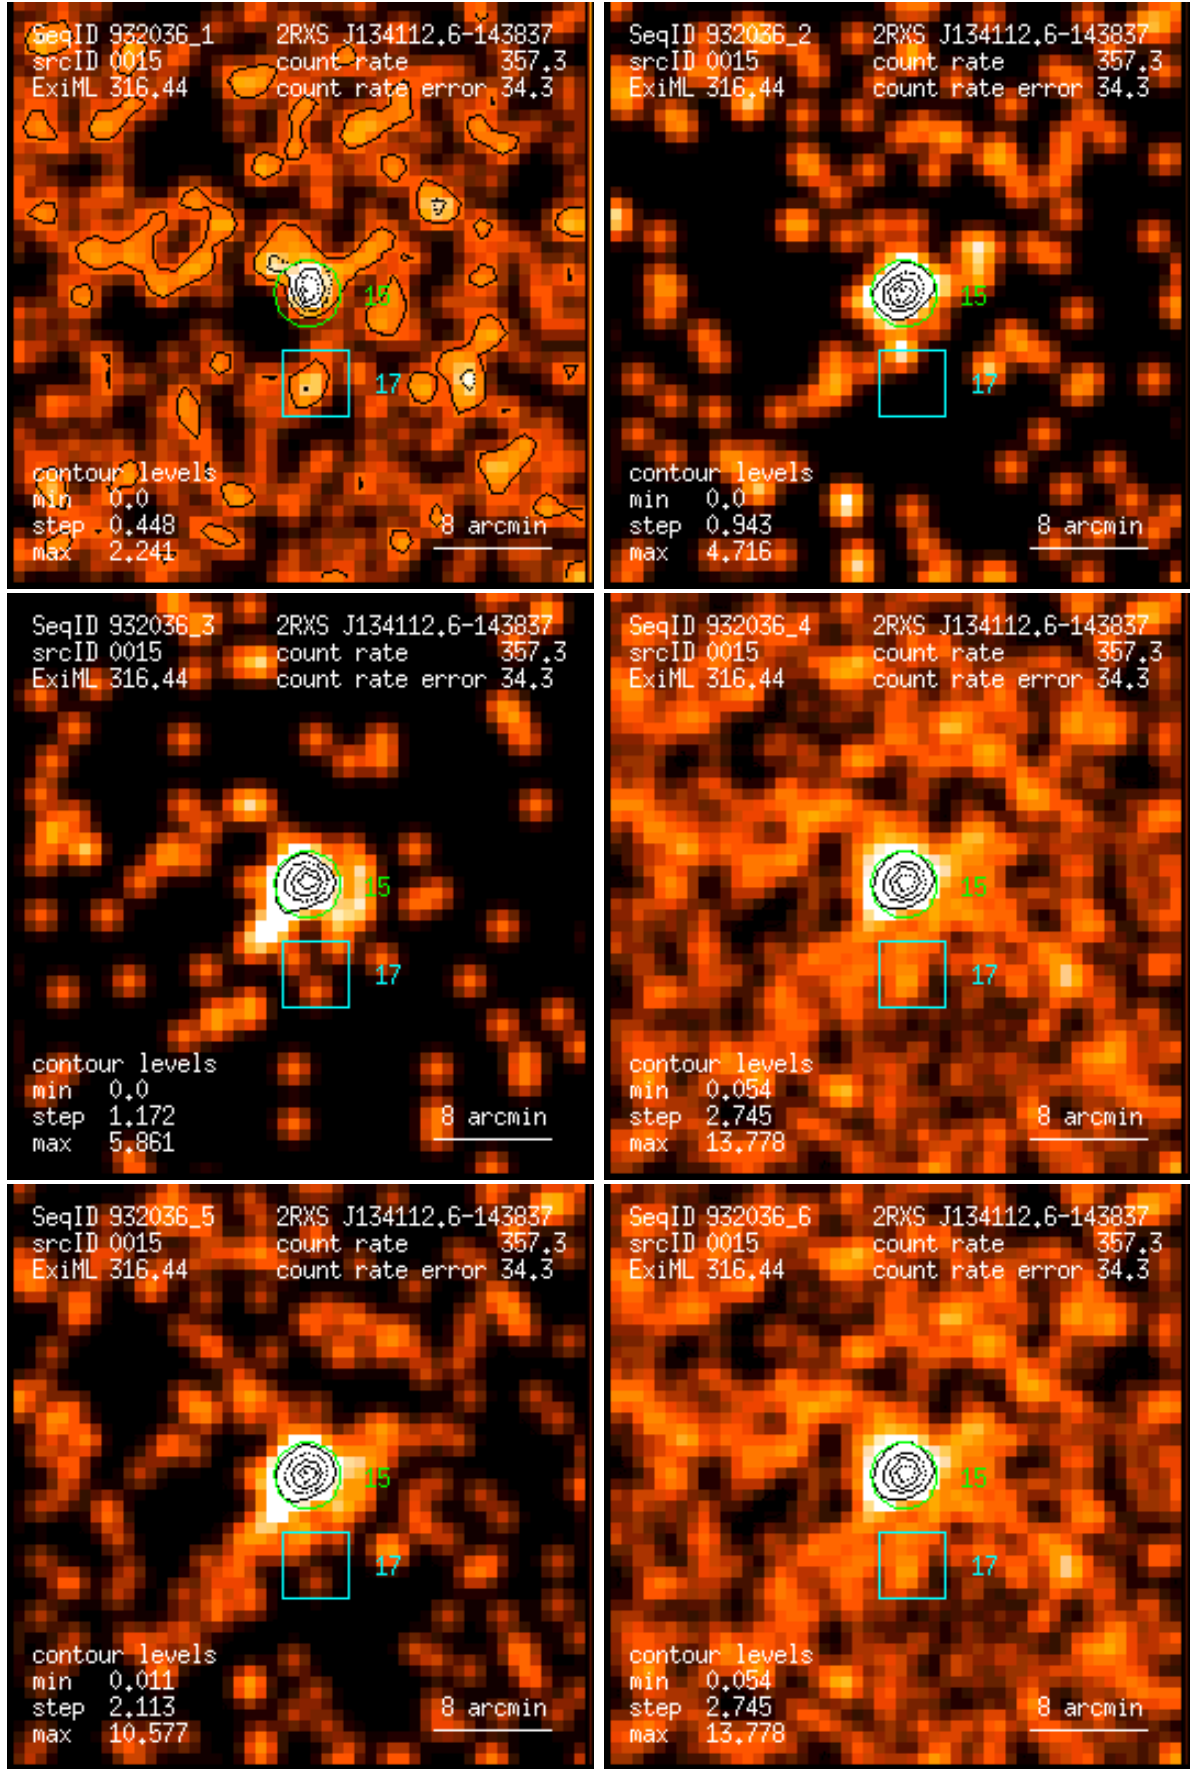 SeqID 932036_1 2RXS J134112.6-143837
srcID 0015 count rate 357.3
ExiML 316.44 count rate error 34.3
15
17
contour levels
min 0.0
step 0.448 8 arcmin
max 2.241
SeqID 932036_2 2RXS J134112.6-143837
srcID 0015 count rate 357.3
ExiML 316.44 count rate error 34.3
15
17
contour levels
min 0.0
step 0.943 8 arcmin
max 4.716
SeqID 932036_3 2RXS J134112.6-143837
srcID 0015 count rate 357.3
ExiML 316.44 count rate error 34.3
15
17
contour levels
min 0.0
step 1.172 8 arcmin
max 5.861
SeqID 932036_4 2RXS J134112.6-143837
srcID 0015 count rate 357.3
ExiML 316.44 count rate error 34.3
15
17
contour levels
min 0.054
step 2.745 8 arcmin
max 13.778
SeqID 932036_5 2RXS J134112.6-143837
srcID 0015 count rate 357.3
ExiML 316.44 count rate error 34.3
15
17
contour levels
min 0.011
step 2.113 8 arcmin
max 10.577
SeqID 932036_6 2RXS J134112.6-143837
srcID 0015 count rate 357.3
ExiML 316.44 count rate error 34.3
15
17
contour levels
min 0.054
step 2.745 8 arcmin
max 13.778